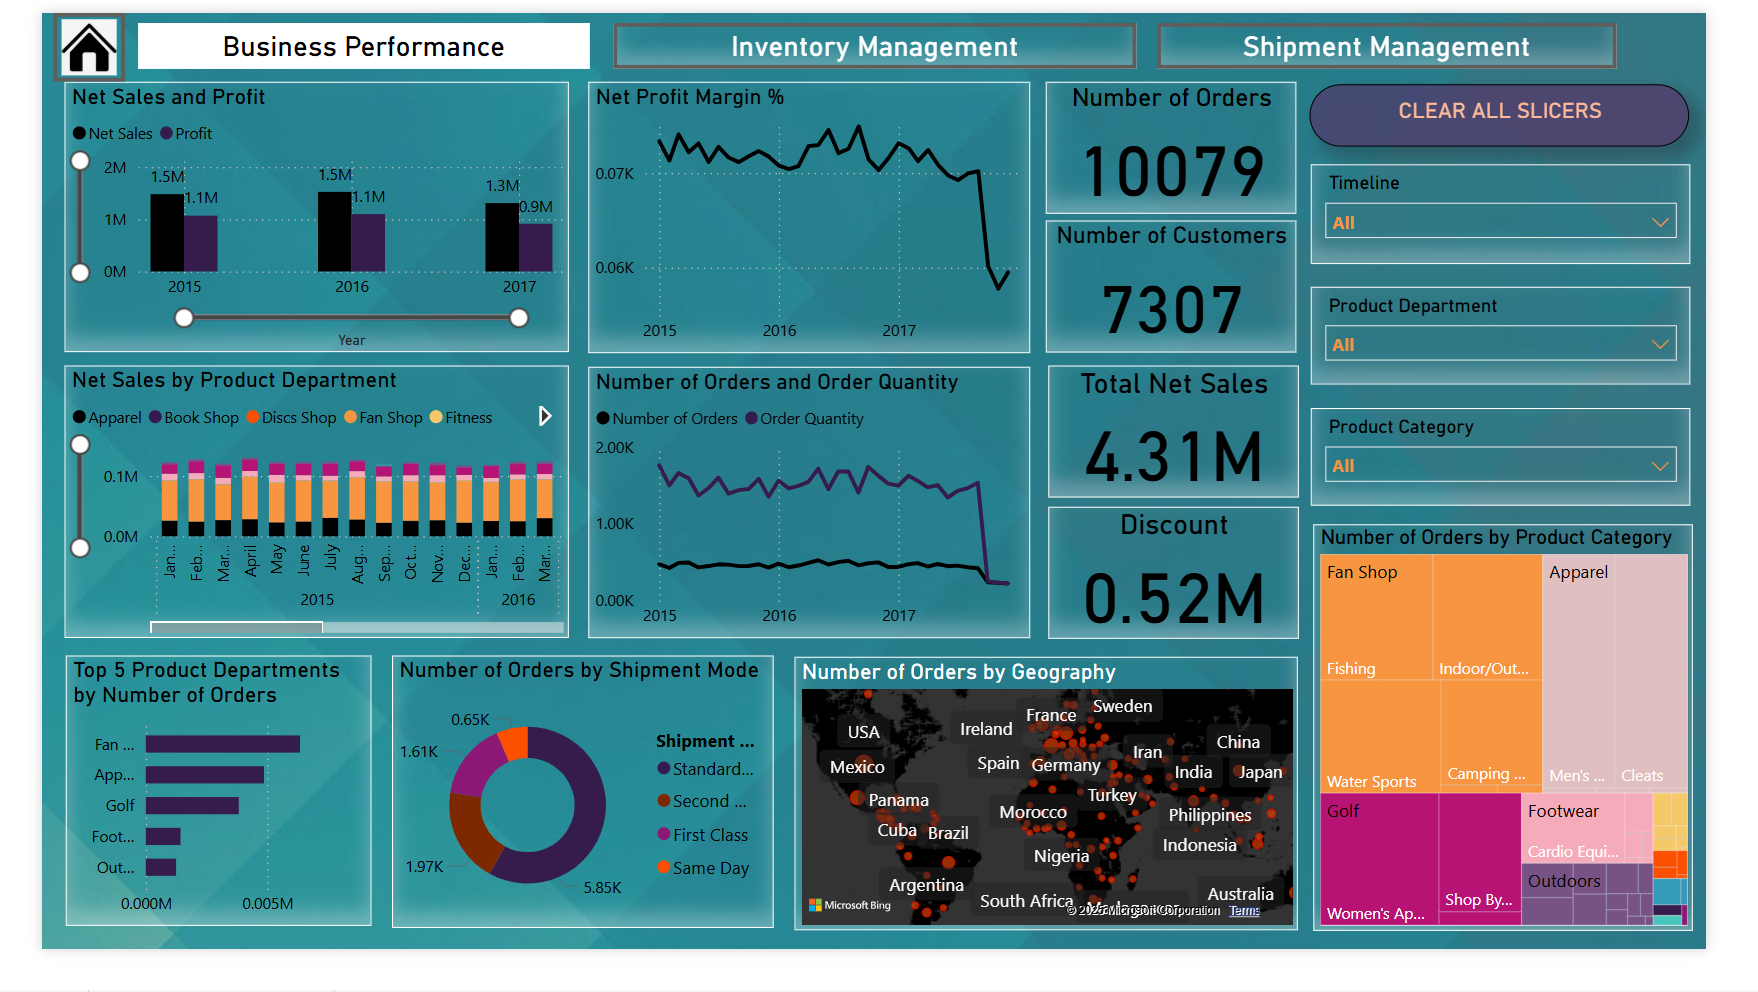 Business Performance
Inventory Management
Shipment Management
Net Sales and Profit
Net Sales
Profit
2M
1M
0M
1.5M
1.1M
1.5M
1.1M
1.3M
0.9M
2015
2016
2017
Year
Net Profit Margin %
0.07K
0.06K
2015
2016
2017
Number of Orders
10079
Number of Customers
7307
CLEAR ALL SLICERS
Timeline
All
Product Department
All
Product Category
All
Net Sales by Product Department
Apparel
Book Shop
Discs Shop
Fan Shop
Fitness
0.1M
0.0M
Jan...
Feb...
Mar...
April
May
June
July
Aug...
Sep...
Oct...
Nov...
Dec...
Jan...
Feb...
Mar...
2015
2016
Number of Orders and Order Quantity
Number of Orders
Order Quantity
2.00K
1.00K
0.00K
2015
2016
2017
Total Net Sales
4.31M
Discount
0.52M
Top 5 Product Departments
by Number of Orders
Fan ...
App...
Golf
Foot...
Out...
0.000M
0.005M
Number of Orders by Shipment Mode
0.65K
1.61K
1.97K
5.85K
Shipment ...
Standard...
Second ...
First Class
Same Day
Number of Orders by Geography
USA
Mexico
Panama
Cuba
Brazil
Argentina
Ireland
France
Sweden
Spain
Germany
Iran
China
India
Japan
Turkey
Morocco
Philippines
Nigeria
Indonesia
South Africa
Australia
Microsoft Bing
Microsoft Corporation
Terms
Number of Orders by Product Category
Fan Shop
Fishing
Indoor/Out...
Water Sports
Camping ...
Apparel
Men's ...
Cleats
Golf
Women's Ap...
Shop By...
Footwear
Cardio Equi...
Outdoors